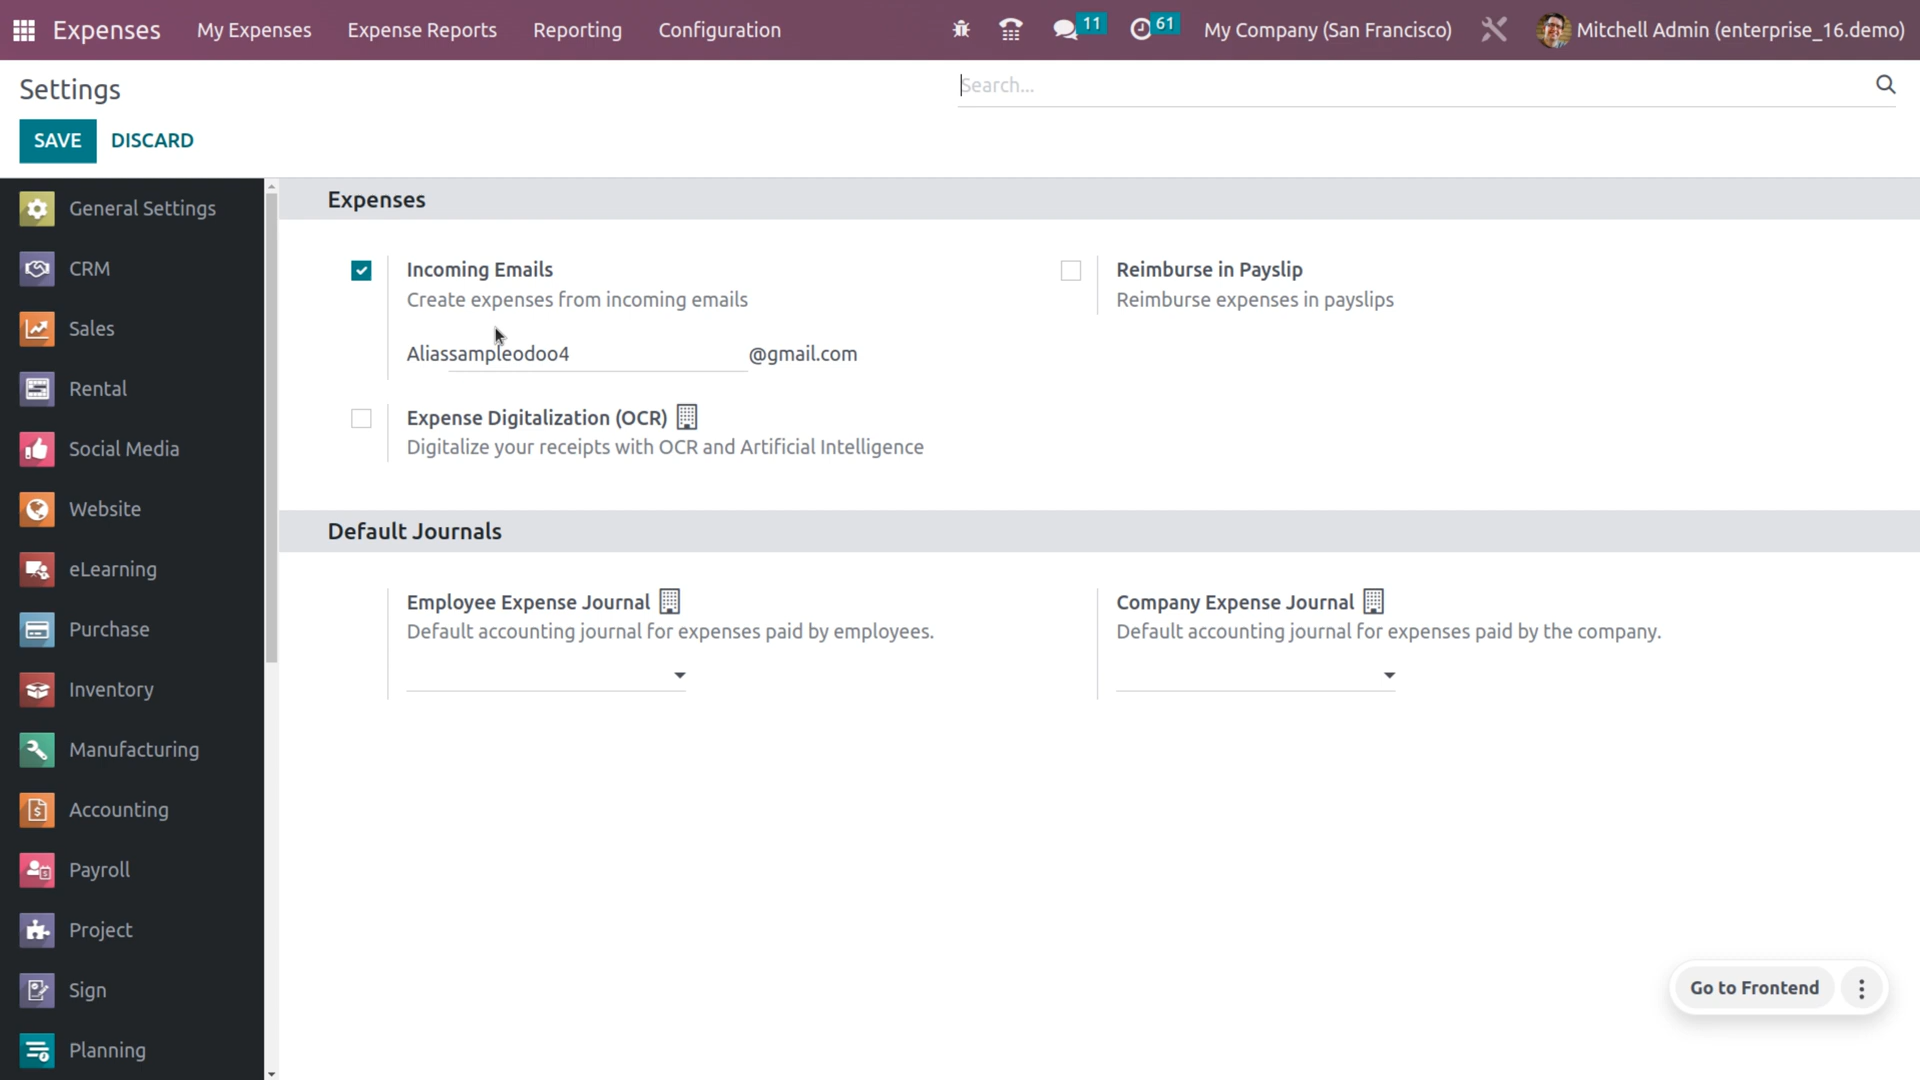 Expenses My Expenses Expense Reports Reporting Configuration 11 61 My Company (San Francisco) Mitchell Admin (enterprise_16.demo)
Settings
Search...
SAVE DISCARD
General Settings
CRM
Sales
Rental
Social Media
Website
eLearning
Purchase
Inventory
Manufacturing
Accounting
Payroll
Project
Sign
Planning
Expenses
Incoming Emails
Create expenses from incoming emails
Aliassampleodoo4 @gmail.com
Reimburse in Payslip
Reimburse expenses in payslips
Expense Digitalization (OCR)
Digitalize your receipts with OCR and Artificial Intelligence
Default Journals
Employee Expense Journal
Default accounting journal for expenses paid by employees.
Company Expense Journal
Default accounting journal for expenses paid by the company.
Go to Frontend